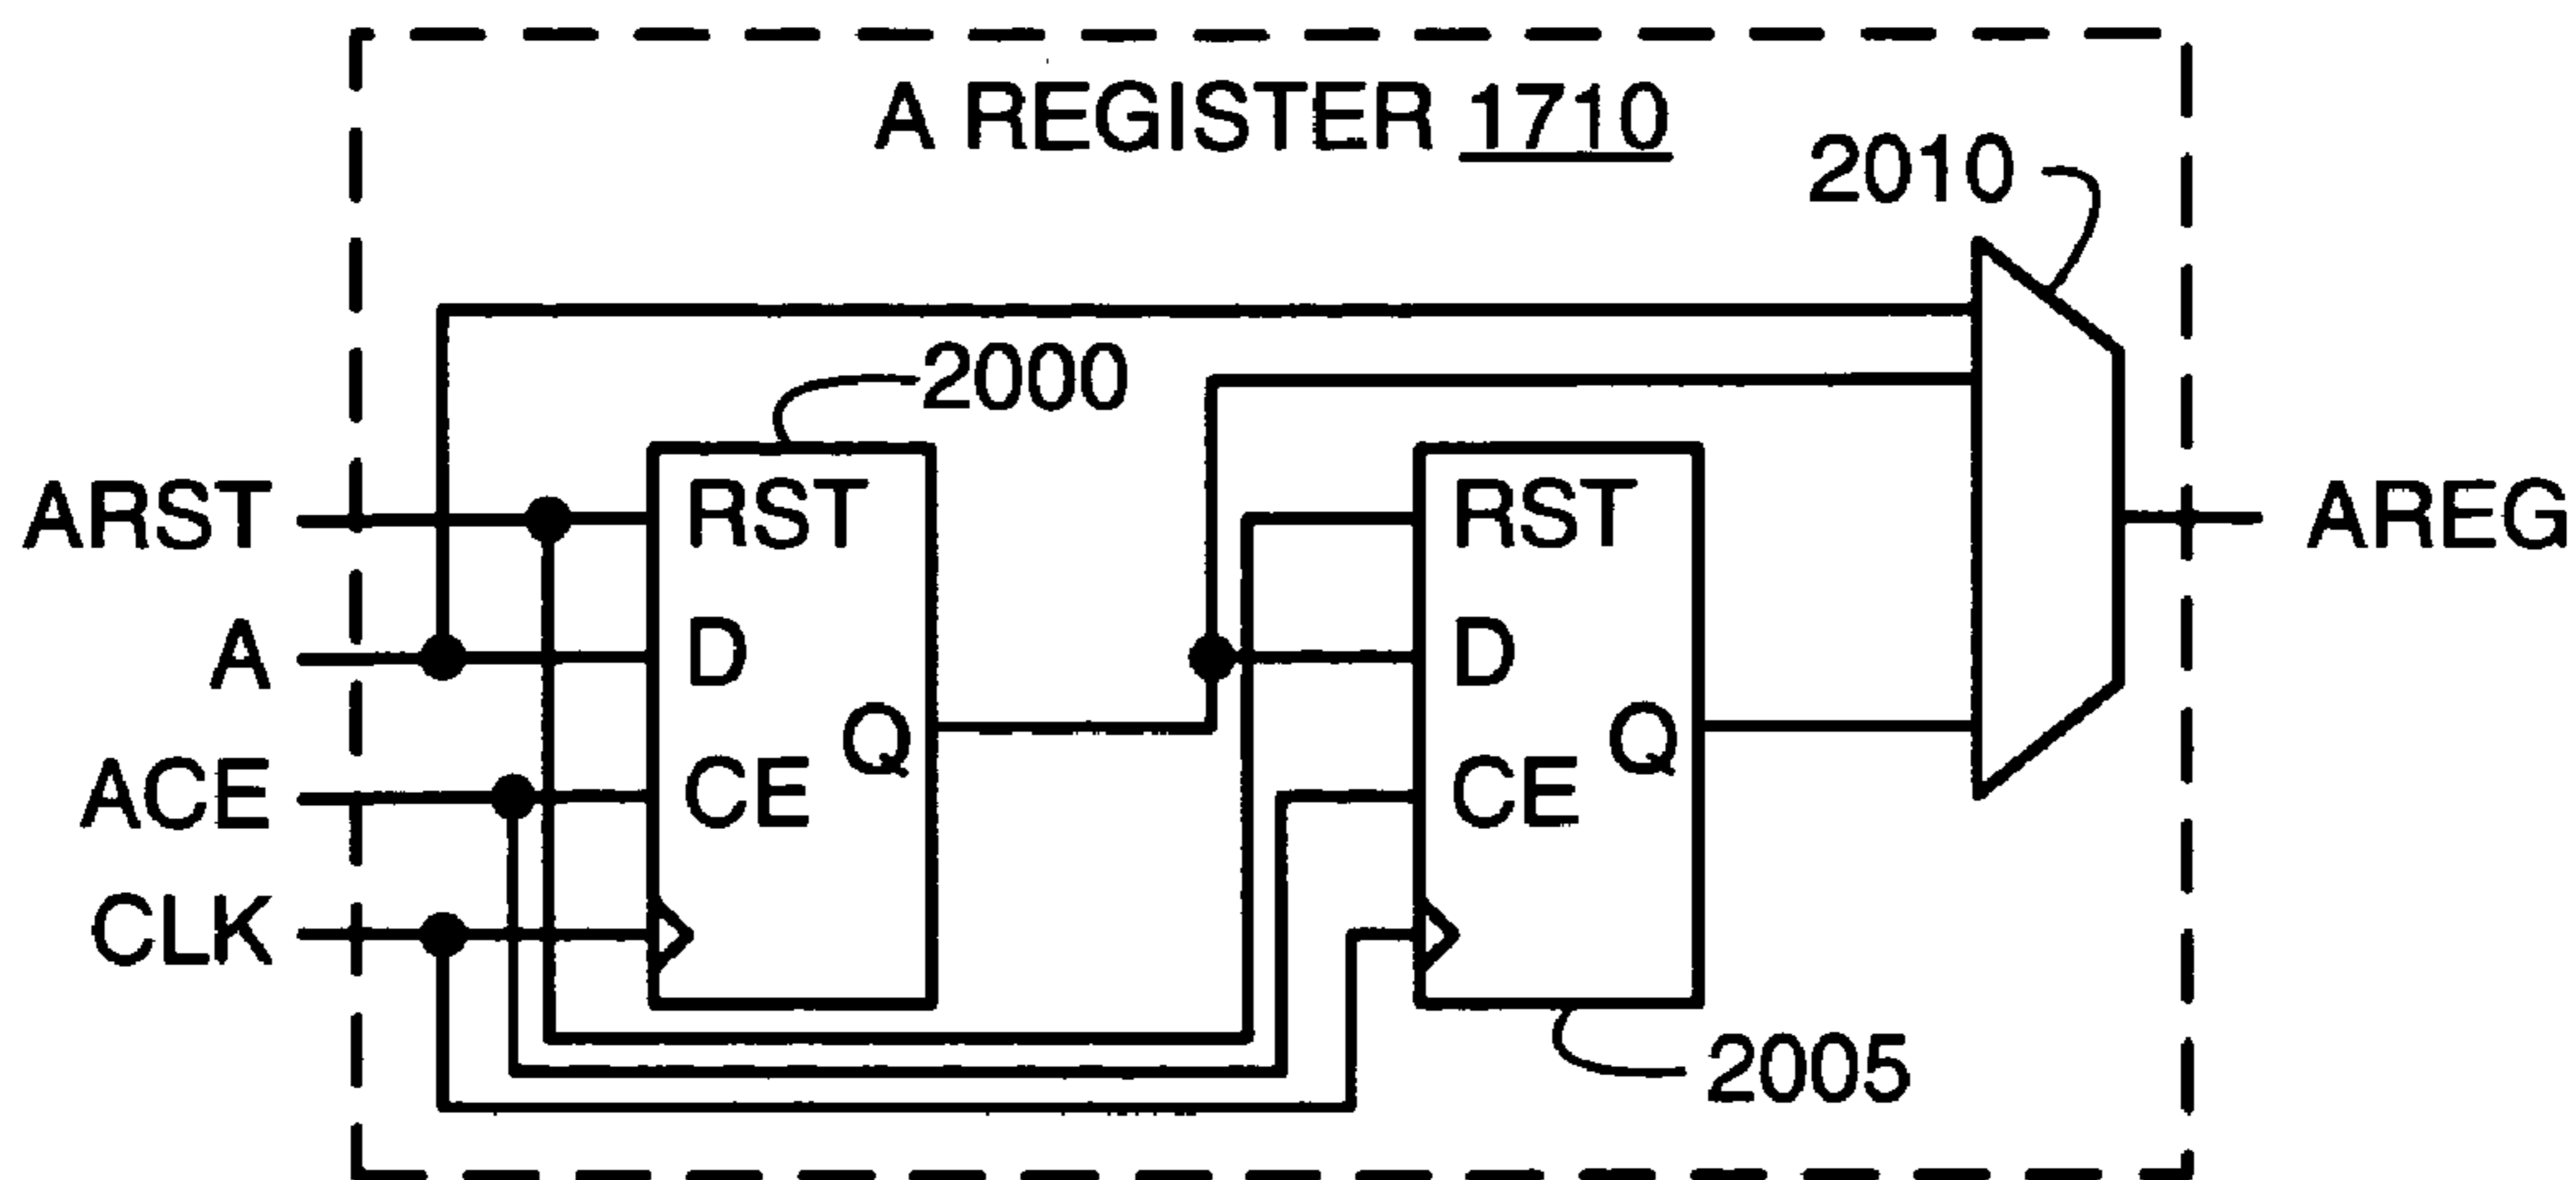 A REGISTER 1710
2010
2000
ARST
RST
RST
AREG
A
D
D
Q
Q
ACE
CE
CE
CLK
2005